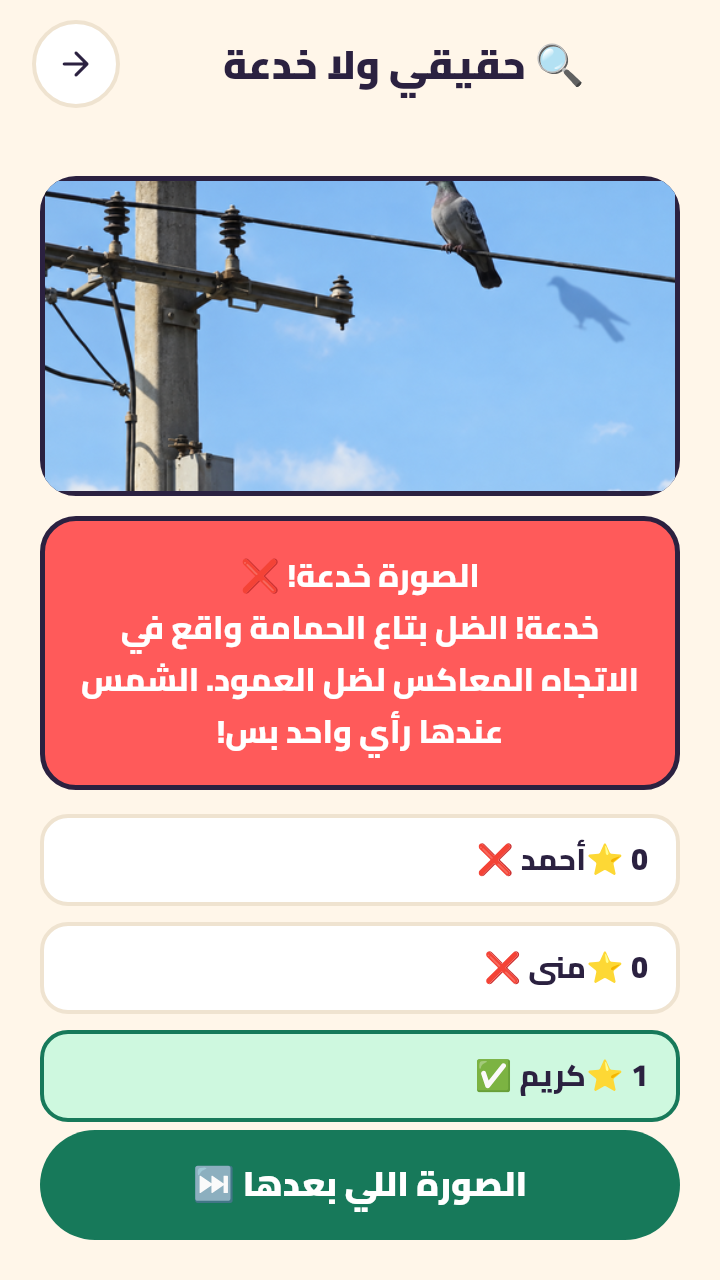 🔍 حقيقي ولا خدعة
الصورة خدعة! ❌
خدعة! الضل بتاع الحمامة واقع في
الاتجاه المعاكس لضل العمود. الشمس
عندها رأي واحد بس!
0 ⭐ أحمد ❌
0 ⭐ منى ❌
1 ⭐ كريم ✅
الصورة اللي بعدها ⏭️